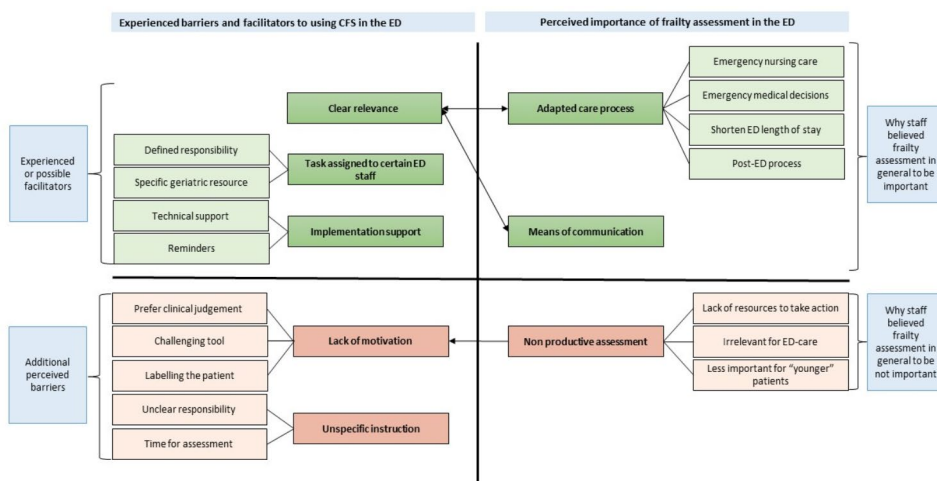 Experienced barriers and facilitators to using CFS in the ED
Perceived importance of frailty assessment in the ED
Experienced
or possible
facilitators
Clear relevance
Defined responsibility
Specific geriatric resource
Task assigned to certain ED
staff
Technical support
Reminders
Implementation support
Adapted care process
Means of communication
Emergency nursing care
Emergency medical decisions
Shorten ED length of stay
Post-ED process
Why staff
believed
frailty
assessment in
general to be
important
Additional
perceived
barriers
Prefer clinical judgement
Challenging tool
Labelling the patient
Lack of motivation
Unclear responsibility
Time for assessment
Unspecific instruction
Non productive assessment
Lack of resources to take action
Irrelevant for ED-care
Less important for “younger”
patients
Why staff
believed
frailty
assessment in
general to be
not important